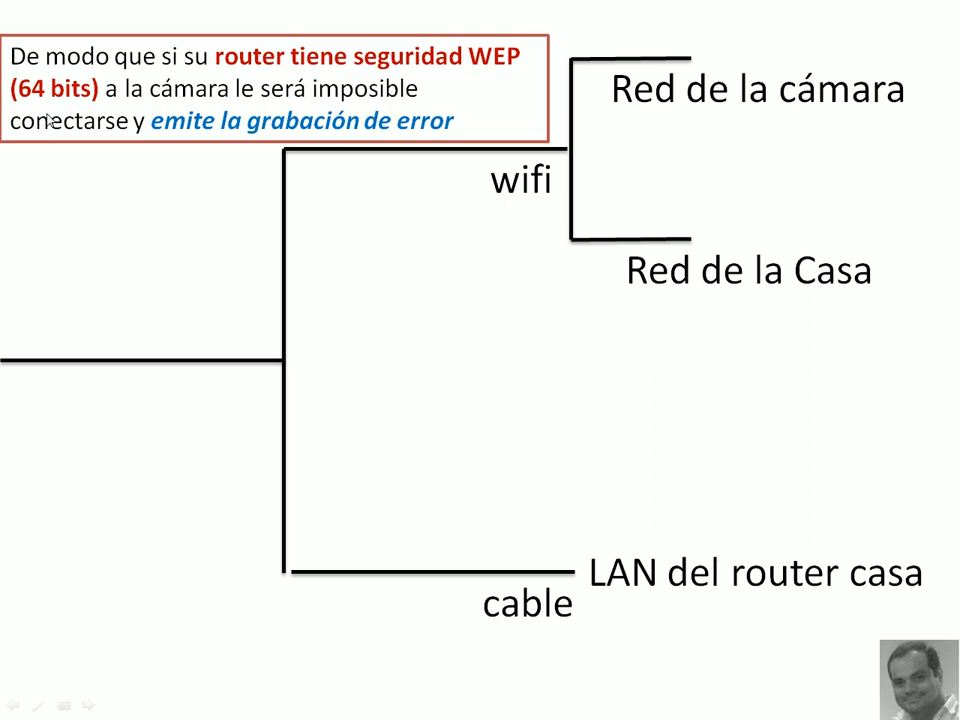 De modo que si su router tiene seguridad WEP
(64 bits) a la cámara le será imposible
conectarse y emite la grabación de error
Red de la cámara
wifi
Red de la Casa
LAN del router casa
cable